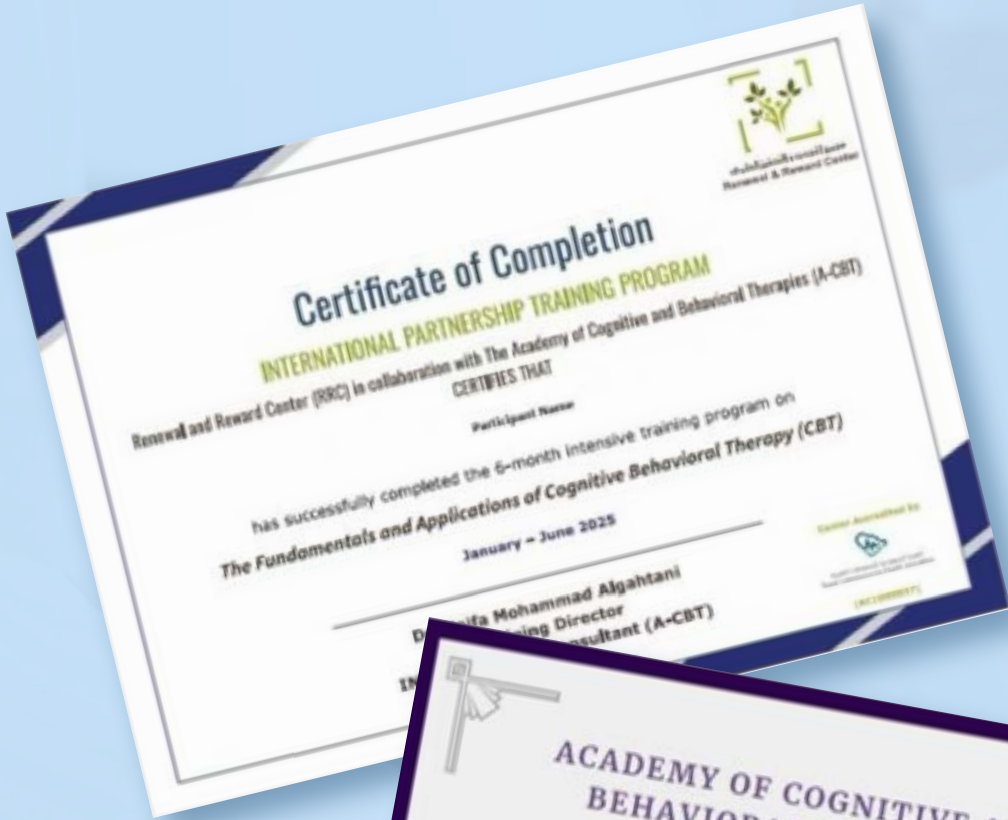 Renewal & Reward Center
Certificate of Completion
INTERNATIONAL PARTNERSHIP TRAINING PROGRAM
Renewal and Reward Center (RRC) in collaboration with The Academy of Cognitive and Behavioral Therapies (A-CBT)
CERTIFIES THAT
Participant Name
has successfully completed the 6-month intensive training program on
The Fundamentals and Applications of Cognitive Behavioral Therapy (CBT)
January – June 2025
Center Accredited by
Mohammad Algahtani
Director
(A-CBT)
ACADEMY OF COGNITIVE